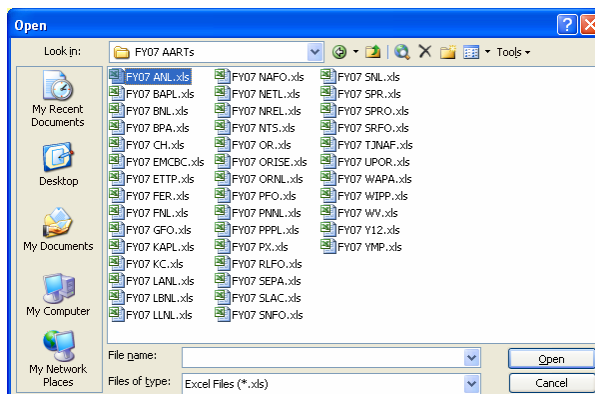 Open
Look in: FY07 AARTs Tools
My Recent Documents
Desktop
My Documents
My Computer
My Network Places
FY07 ANL.xls
FY07 BAPL.xls
FY07 BNL.xls
FY07 BPA.xls
FY07 CH.xls
FY07 EMCBC.xls
FY07 ETTP.xls
FY07 FER.xls
FY07 FNL.xls
FY07 GFO.xls
FY07 KAPL.xls
FY07 KC.xls
FY07 LANL.xls
FY07 LBNL.xls
FY07 LLNL.xls
FY07 NAFO.xls
FY07 NETL.xls
FY07 NREL.xls
FY07 NTS.xls
FY07 OR.xls
FY07 ORISE.xls
FY07 ORNL.xls
FY07 PFO.xls
FY07 PNNL.xls
FY07 PPPL.xls
FY07 PX.xls
FY07 RLFO.xls
FY07 SEPA.xls
FY07 SLAC.xls
FY07 SNFO.xls
FY07 SNL.xls
FY07 SPR.xls
FY07 SPRO.xls
FY07 SRFO.xls
FY07 TJNAF.xls
FY07 UPOR.xls
FY07 WAPA.xls
FY07 WIPP.xls
FY07 WV.xls
FY07 Y12.xls
FY07 YMP.xls
File name:
Open
Files of type: Excel Files (*.xls)
Cancel